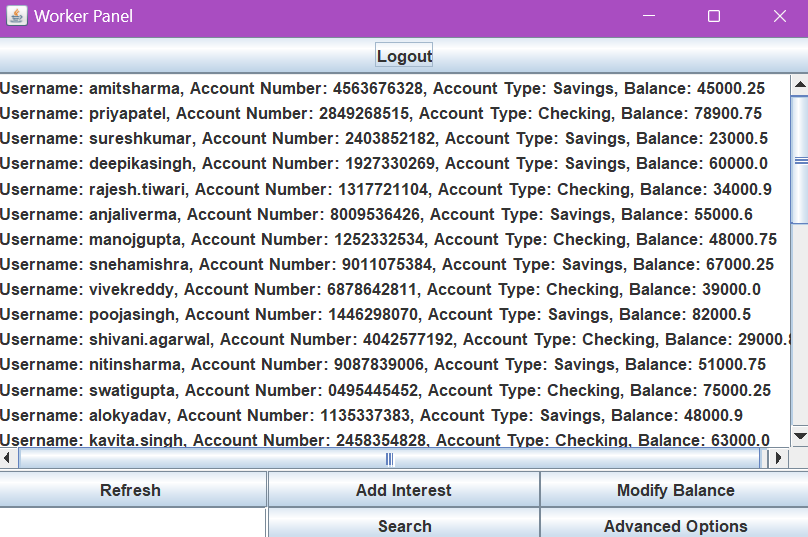 Worker Panel
Logout
Username: amitsharma, Account Number: 4563676328, Account Type: Savings, Balance: 45000.25
Username: priyapatel, Account Number: 2849268515, Account Type: Checking, Balance: 78900.75
Username: sureshkumar, Account Number: 2403852182, Account Type: Savings, Balance: 23000.5
Username: deepikasingh, Account Number: 1927330269, Account Type: Savings, Balance: 60000.0
Username: rajesh.tiwari, Account Number: 1317721104, Account Type: Checking, Balance: 34000.9
Username: anjaliverma, Account Number: 8009536426, Account Type: Savings, Balance: 55000.6
Username: manojgupta, Account Number: 1252332534, Account Type: Checking, Balance: 48000.75
Username: snehamishra, Account Number: 9011075384, Account Type: Savings, Balance: 67000.25
Username: vivekreddy, Account Number: 6878642811, Account Type: Checking, Balance: 39000.0
Username: poojasingh, Account Number: 1446298070, Account Type: Savings, Balance: 82000.5
Username: shivani.agarwal, Account Number: 4042577192, Account Type: Checking, Balance: 29000.8
Username: nitinsharma, Account Number: 9087839006, Account Type: Savings, Balance: 51000.75
Username: swatigupta, Account Number: 0495445452, Account Type: Checking, Balance: 75000.25
Username: alokyadav, Account Number: 1135337383, Account Type: Savings, Balance: 48000.9
Username: kavita.singh, Account Number: 2458354828, Account Type: Checking, Balance: 63000.0
Refresh Add Interest Modify Balance
Search Advanced Options